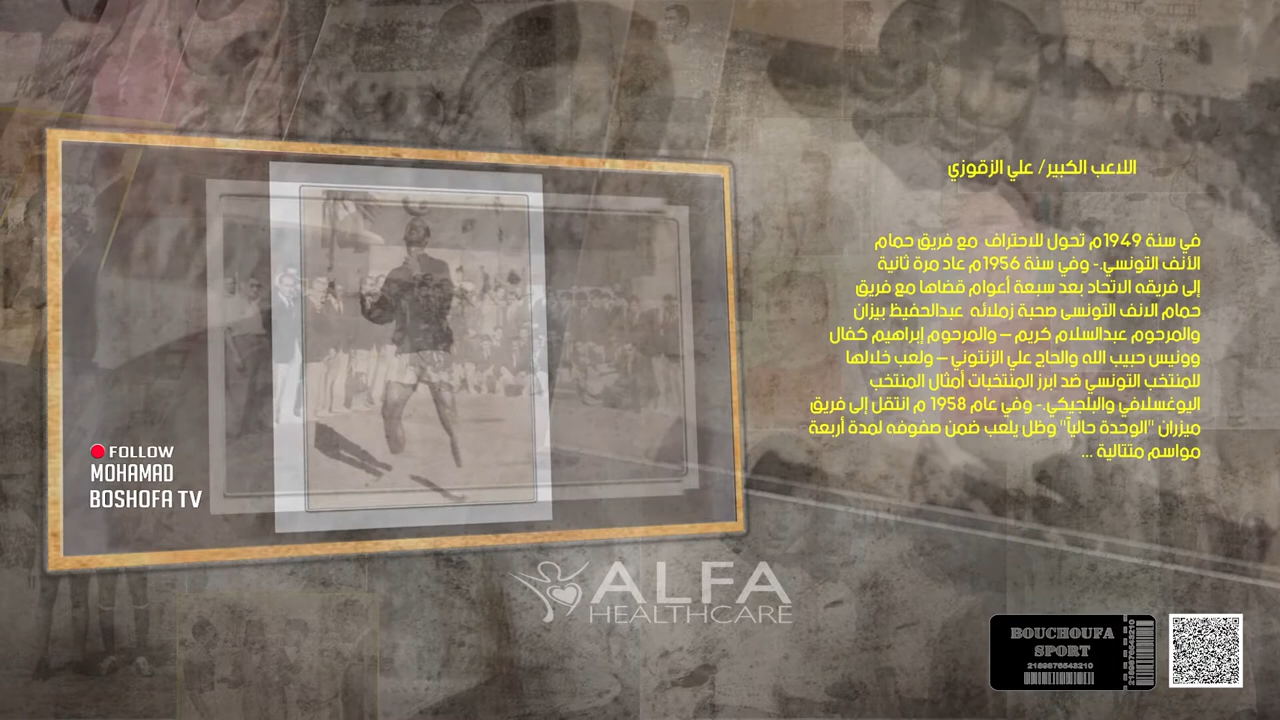 اللاعب الكبير/ علي الزقوزي
في سنة 1949م تحول للاحتراف مع فريق حمام
الأنف التونسي.- وفي سنة 1956م عاد مرة ثانية
إلى فريقه الاتحاد بعد سبعة أعوام قضاها مع فريق
حمام الانف التونسى صحبة زملائه عبدالحفيظ بيزان
والمرحوم عبدالسلام كريم – والمرحوم إبراهيم كفال
وونيس حبيب الله والحاج علي الزنتوني – ولعب خلالها
للمنتخب التونسي ضد ابرز المنتخبات أمثال المنتخب
اليوغسلافي والبلجيكي.- وفي عام 1958 م انتقل إلى فريق
ميزران "الوحدة حالياً" وظل يلعب ضمن صفوفه لمدة أربعة
مواسم متتالية ...
FOLLOW
MOHAMAD
BOSHOFA TV
ALFA
HEALTHCARE
BOUCHOUFA
SPORT
2189876543210
2189876543210